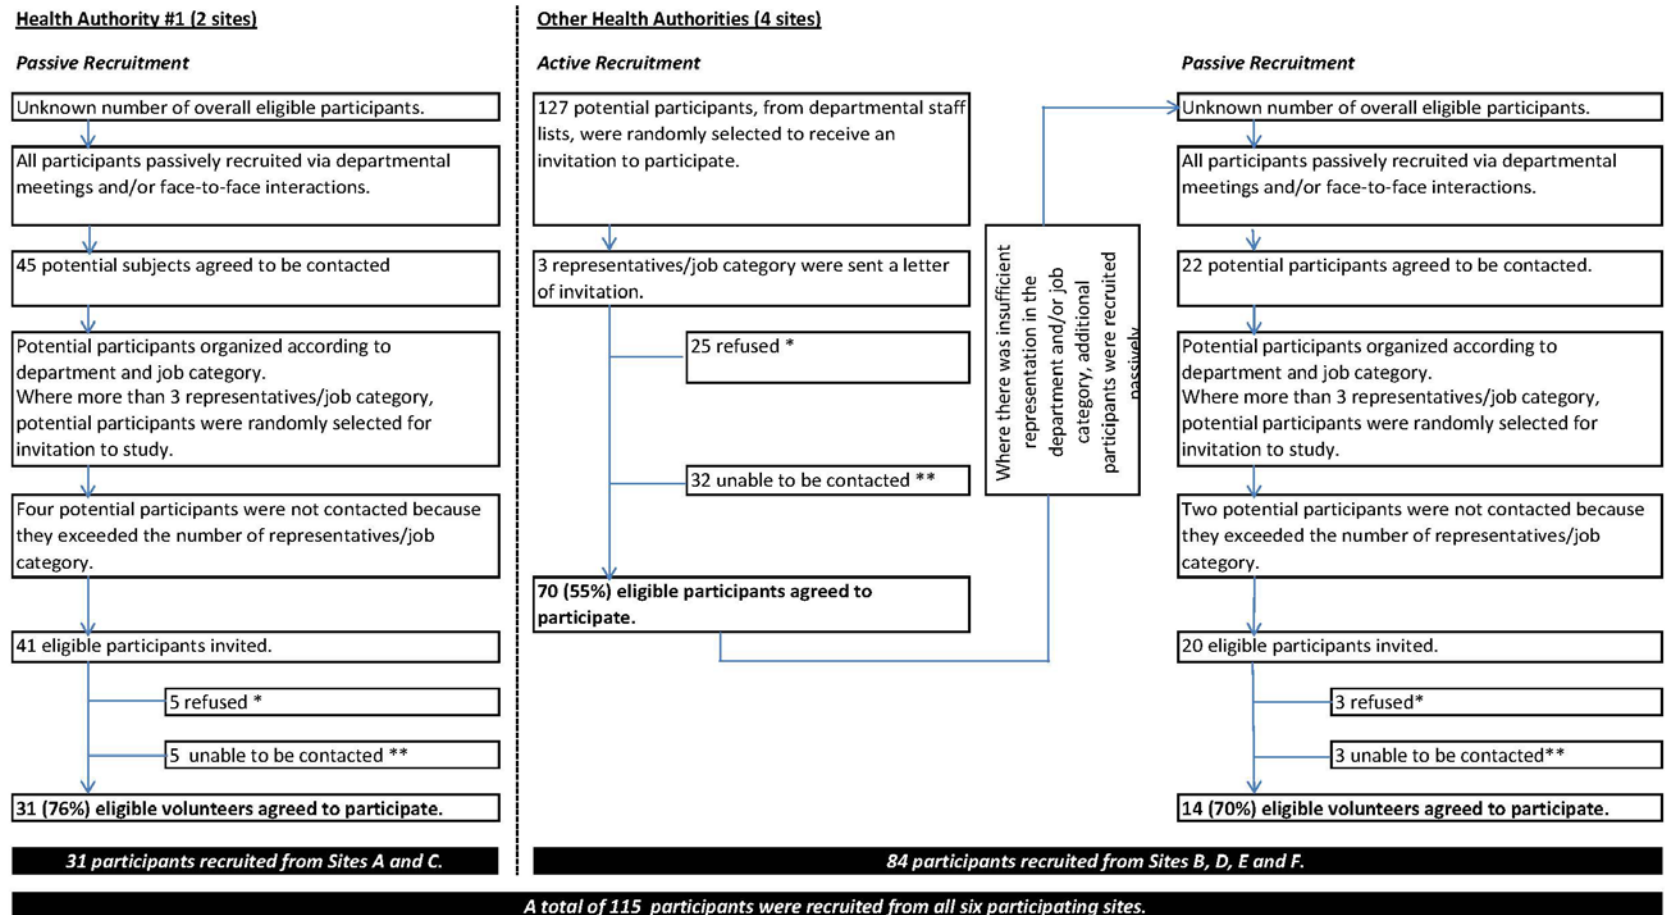 Health Authority #1 (2 sites)
Passive Recruitment
Unknown number of overall eligible participants.
All participants passively recruited via departmental
meetings and/or face-to-face interactions.
45 potential subjects agreed to be contacted
Potential participants organized according to
department and job category.
Where more than 3 representatives/job category,
potential participants were randomly selected for
invitation to study.
Four potential participants were not contacted because
they exceeded the number of representatives/job
category.
41 eligible participants invited.
5 refused *
5 unable to be contacted **
31 (76%) eligible volunteers agreed to participate.
31 participants recruited from Sites A and C.
Other Health Authorities (4 sites)
Active Recruitment
127 potential participants, from departmental staff
lists, were randomly selected to receive an
invitation to participate.
3 representatives/job category were sent a letter
of invitation.
25 refused *
32 unable to be contacted **
70 (55%) eligible participants agreed to
participate.
Where there was insufficient
representation in the
department and/or job
category, additional
participants were recruited
passively
Passive Recruitment
Unknown number of overall eligible participants.
All participants passively recruited via departmental
meetings and/or face-to-face interactions.
22 potential participants agreed to be contacted.
Potential participants organized according to
department and job category.
Where more than 3 representatives/job category,
potential participants were randomly selected for
invitation to study.
Two potential participants were not contacted because
they exceeded the number of representatives/job
category.
20 eligible participants invited.
3 refused*
3 unable to be contacted**
14 (70%) eligible volunteers agreed to participate.
84 participants recruited from Sites B, D, E and F.
A total of 115 participants were recruited from all six participating sites.